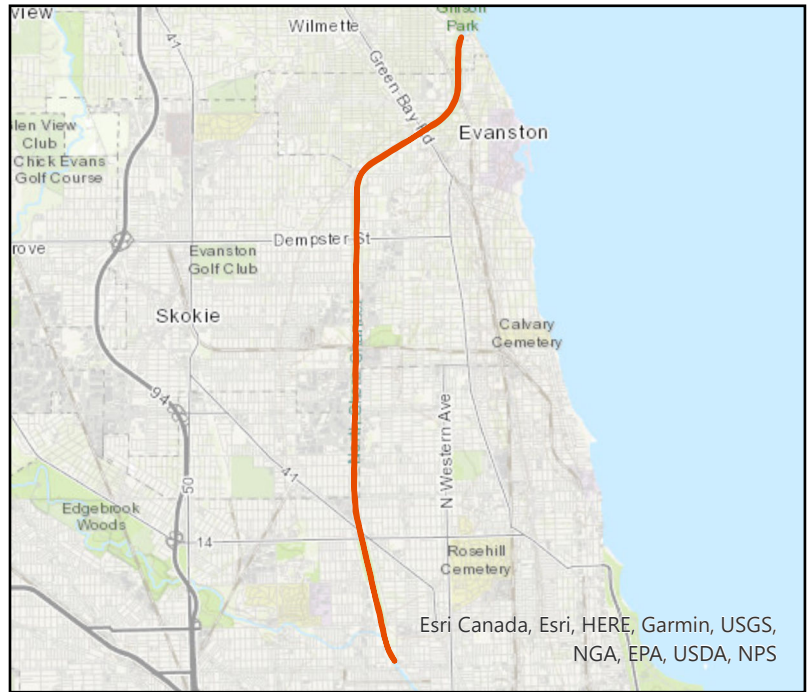 view
Wilmette
Gillson
Park
41
Green Bay Rd
Evanston
Glen View
Club
Chick Evans
Golf Course
Dempster St
rove
Evanston
Golf Club
Skokie
Calvary
Cemetery
94
N Western Ave
50
41
Edgebrook
Woods
14
Rosehill
Cemetery
Esri Canada, Esri, HERE, Garmin, USGS,
NGA, EPA, USDA, NPS